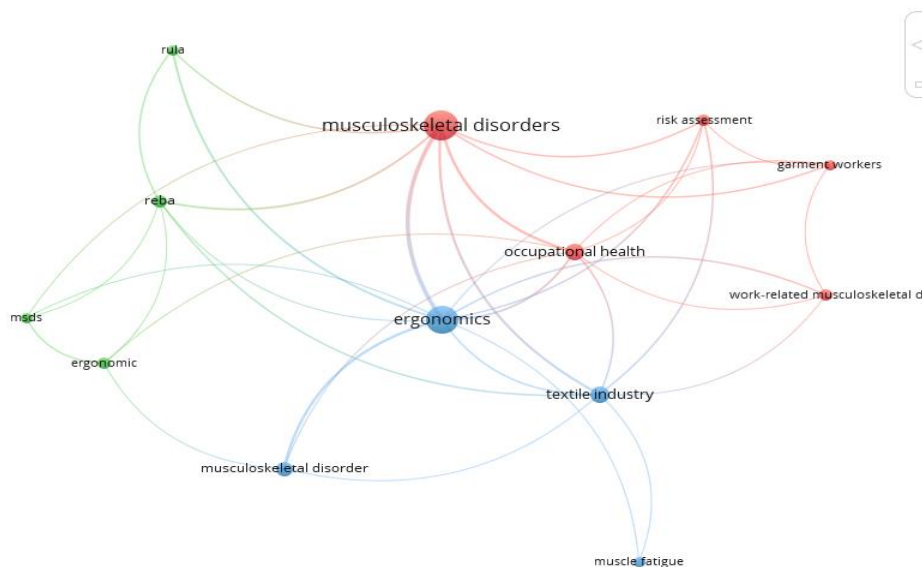 rula
musculoskeletal disorders
risk assessment
garment workers
reba
occupational health
work-related musculoskeletal d
msds
ergonomics
ergonomic
textile industry
musculoskeletal disorder
muscle fatigue